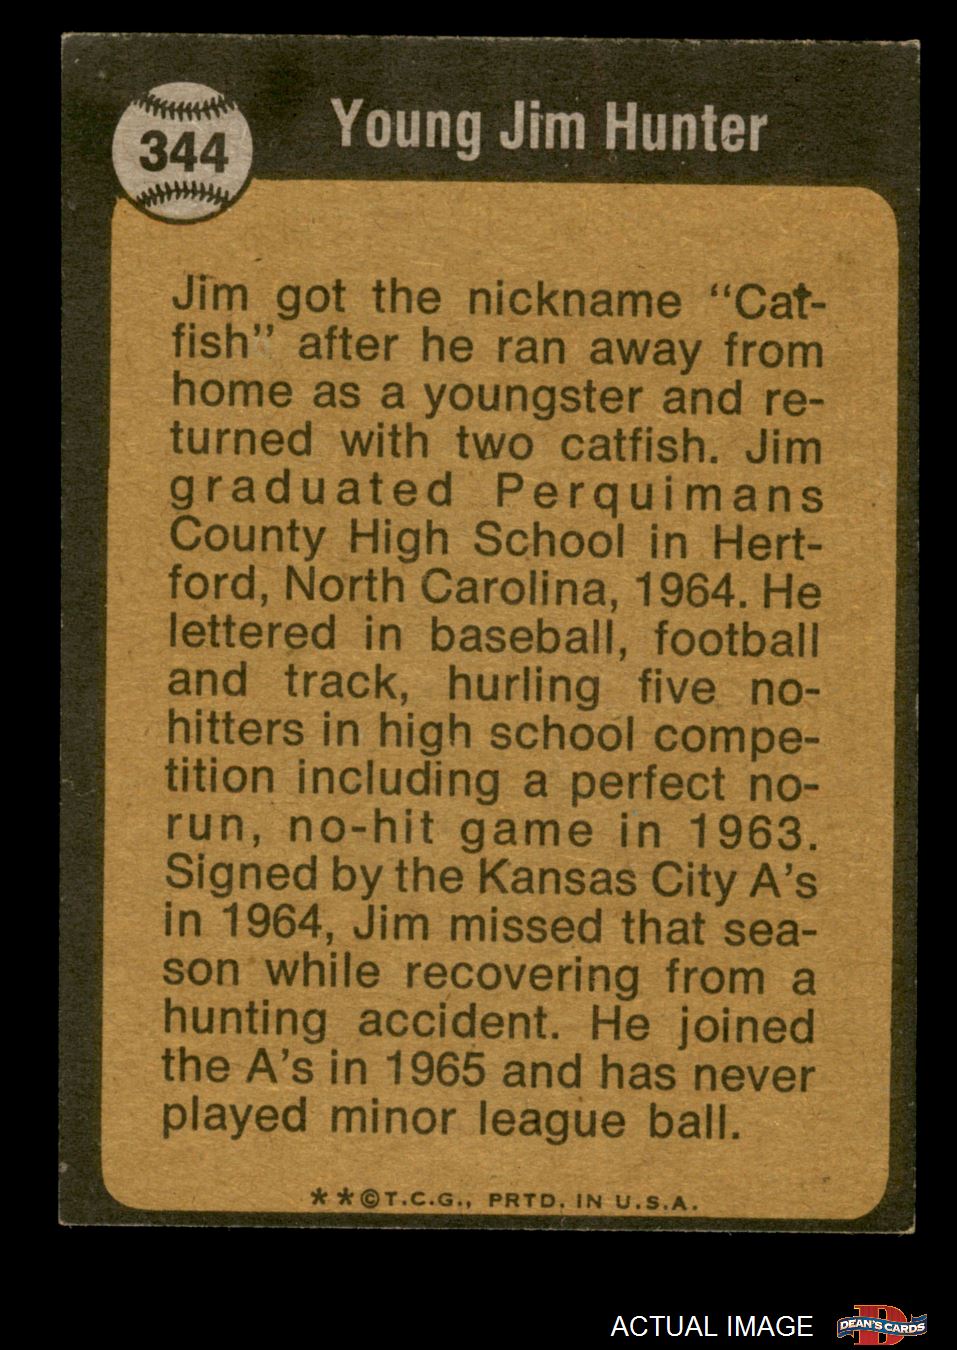 344
Young Jim Hunter
Jim got the nickname “Cat-
fish” after he ran away from
home as a youngster and re-
turned with two catfish. Jim
graduated Perquimans
County High School in Hert-
ford, North Carolina, 1964. He
lettered in baseball, football
and track, hurling five no-
hitters in high school compe-
tition including a perfect no-
run, no-hit game in 1963.
Signed by the Kansas City A’s
in 1964, Jim missed that sea-
son while recovering from a
hunting accident. He joined
the A’s in 1965 and has never
played minor league ball.
**©T.C.G., PRTD. IN U.S.A.
ACTUAL IMAGE
D
DEAN'S CARDS